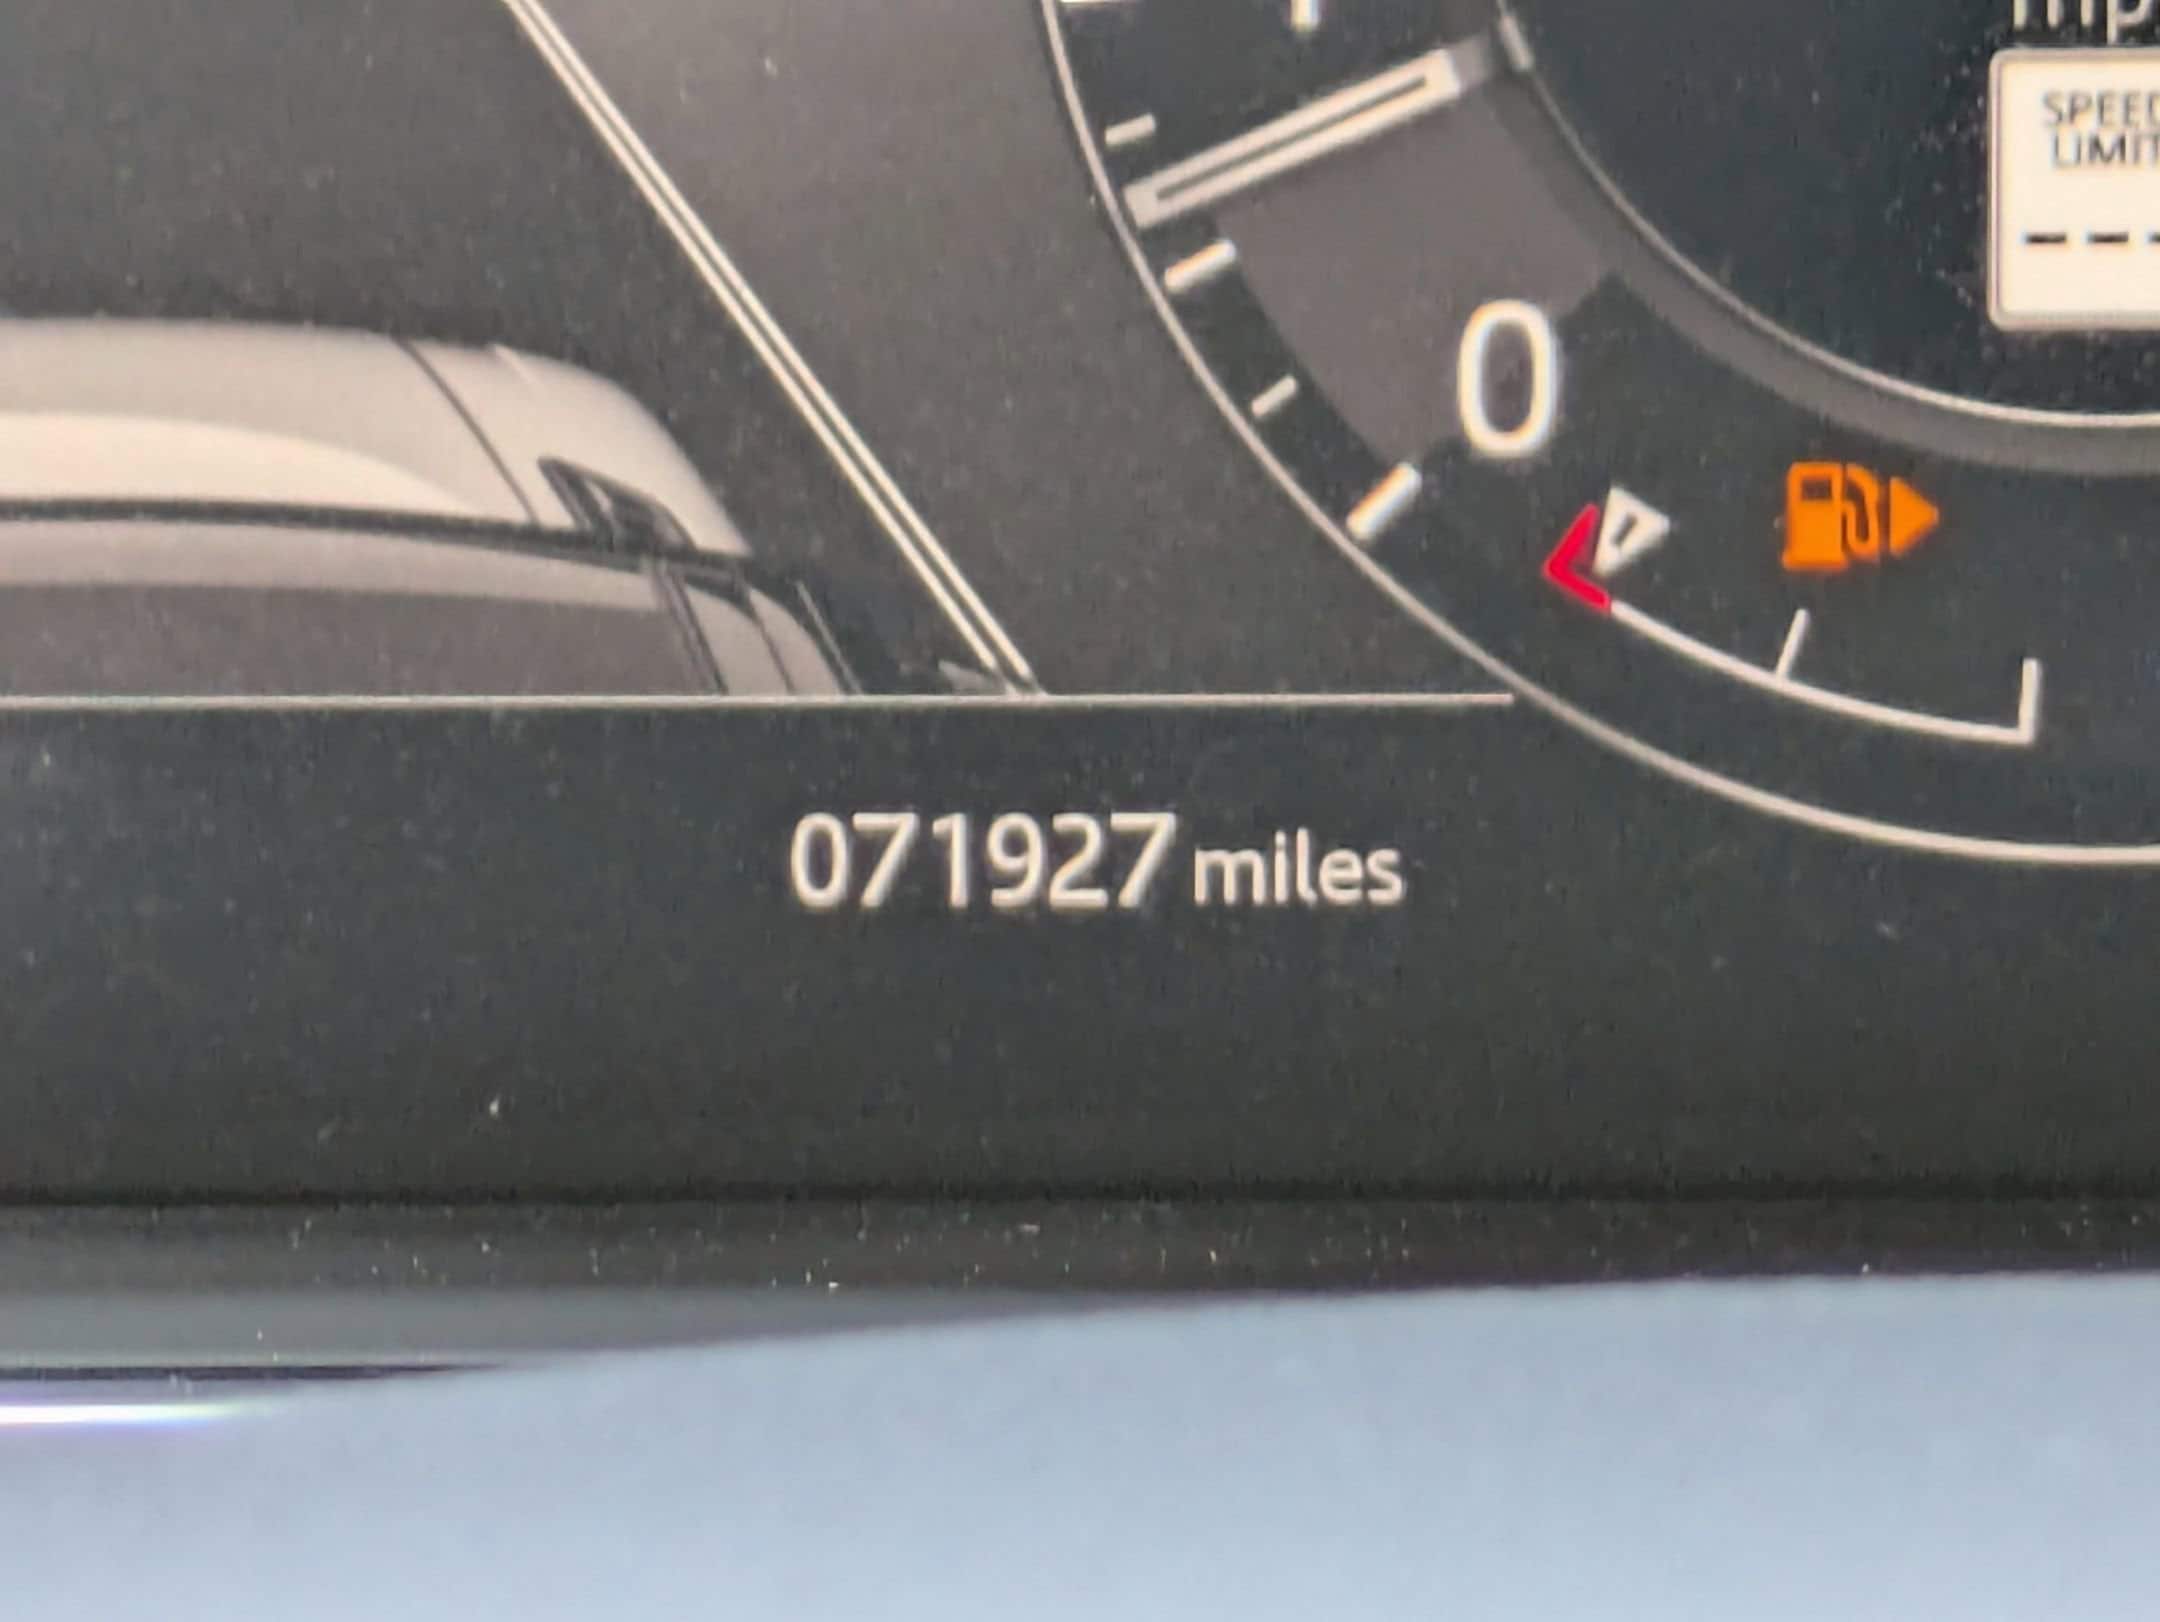 SPEED
LIMIT
---
0
071927 miles